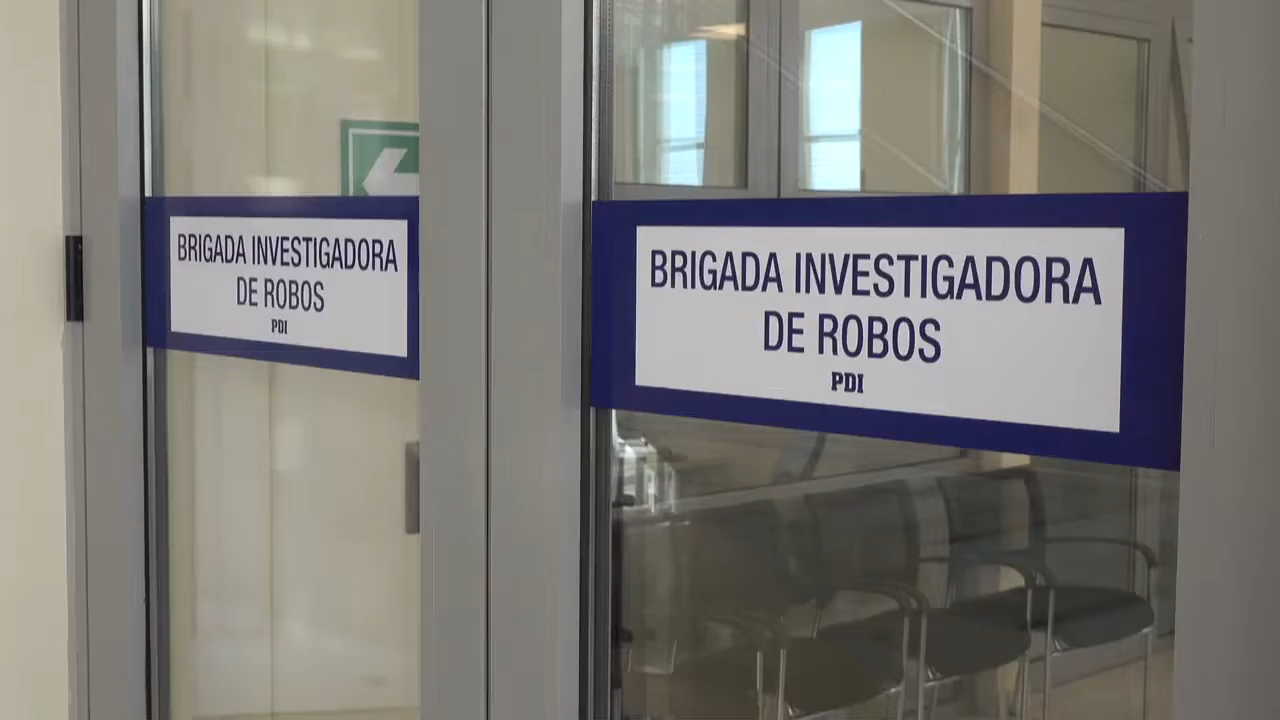 BRIGADA INVESTIGADORA
DE ROBOS
PDI
BRIGADA INVESTIGADORA
DE ROBOS
PDI